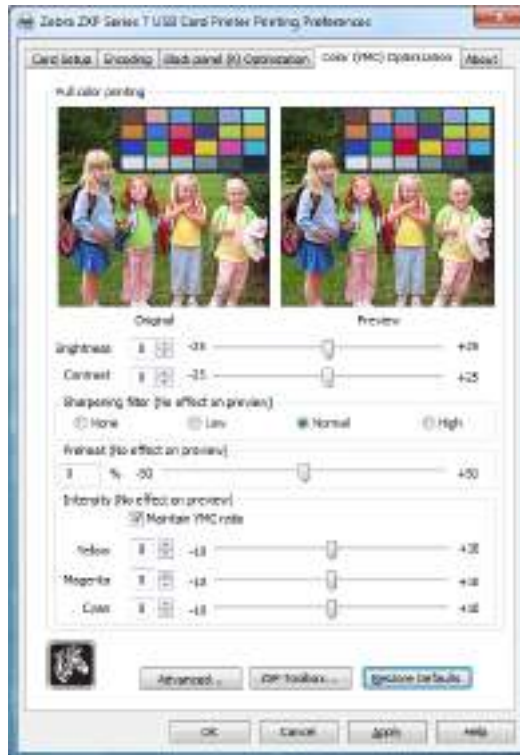 Zebra ZXP Series 7 USB Card Printer Printing Preferences
Card Setup Encoding Black panel (K) Optimization Color (YMC) Optimization About
Full color printing
Original Preview
Brightness 0 -25 +25
Contrast 0 -25 +25
Sharpening filter (No effect on preview)
None Low Normal High
Preheat (No effect on preview)
% -50 +50
Intensity (No effect on preview)
Maintain YMC ratio
Yellow 0 -10 +10
Magenta 0 -10 +10
Cyan 0 -10 +10
Advanced... ZXP Toolbox... Restore Defaults
OK Cancel Apply Help